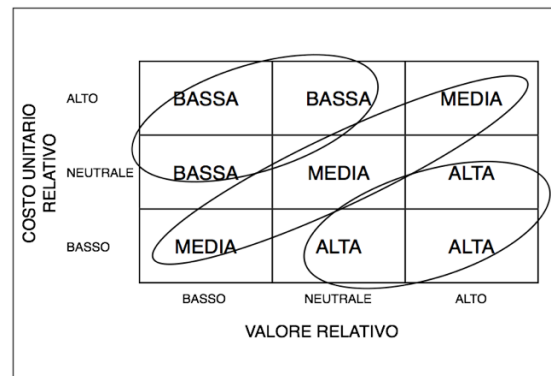 COSTO UNITARIO
RELATIVO
ALTO BASSA BASSA MEDIA
NEUTRALE BASSA MEDIA ALTA
BASSO MEDIA ALTA ALTA
BASSO NEUTRALE ALTO
VALORE RELATIVO